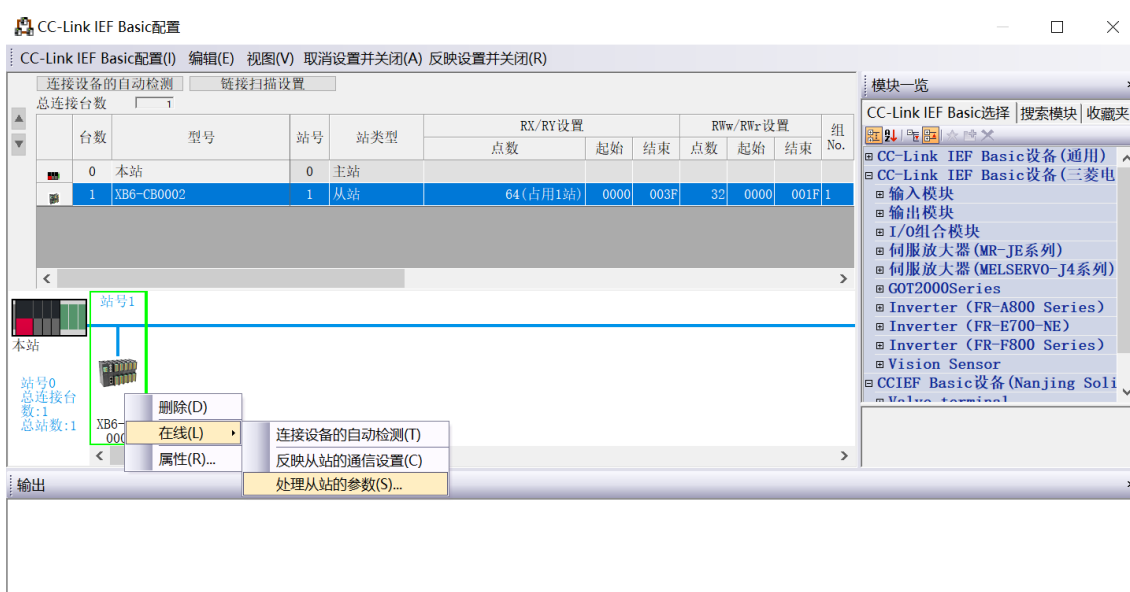 CC-Link IEF Basic配置
CC-Link IEF Basic配置(I) 编辑(E) 视图(V) 取消设置并关闭(A) 反映设置并关闭(R)
连接设备的自动检测 链接扫描设置
总连接台数 1
台数 型号 站号 站类型 RX/RY设置 RWw/RWr设置 组No.
点数 起始 结束 点数 起始 结束
0 本站 0 主站
1 XB6-CB0002 1 从站 64(占用1站) 0000 003F 32 0000 001F 1
站号1
本站
站号0
总连接台
数:1
总站数:1
XB6-
000
删除(D)
在线(L)
属性(R)...
连接设备的自动检测(T)
反映从站的通信设置(C)
处理从站的参数(S)...
模块一览
CC-Link IEF Basic选择 搜索模块 收藏夹
CC-Link IEF Basic设备(通用)
CC-Link IEF Basic设备(三菱电
输入模块
输出模块
I/O组合模块
伺服放大器(MR-JE系列)
伺服放大器(MELSERVO-J4系列)
GOT2000Series
Inverter (FR-A800 Series)
Inverter (FR-E700-NE)
Inverter (FR-F800 Series)
Vision Sensor
CCIEF Basic设备(Nanjing Soli
Valve terminal
输出